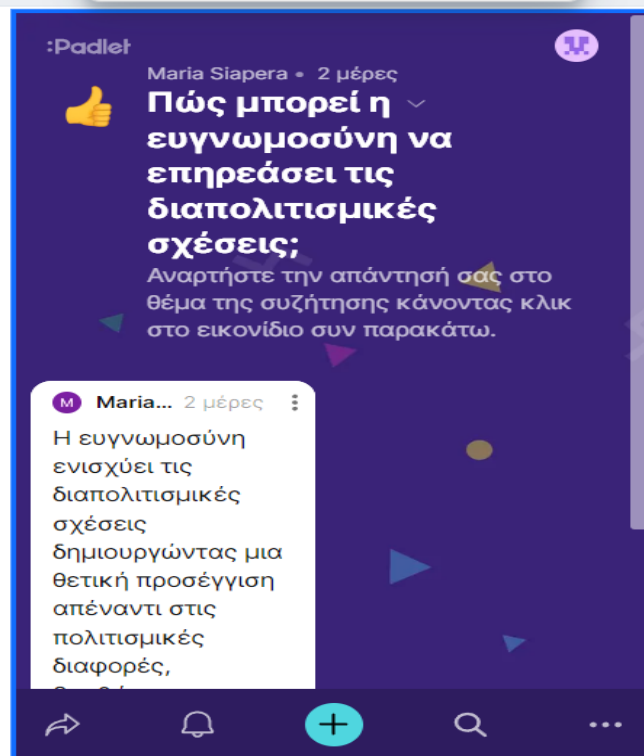 :Padlet
Maria Siapera • 2 μέρες
Πώς μπορεί η
ευγνωμοσύνη να
επηρεάσει τις
διαπολιτισμικές
σχέσεις;
Αναρτήστε την απάντησή σας στο
θέμα της συζήτησης κάνοντας κλικ
στο εικονίδιο συν παρακάτω.
M Maria... 2 μέρες
Η ευγνωμοσύνη
ενισχύει τις
διαπολιτισμικές
σχέσεις
δημιουργώντας μια
θετική προσέγγιση
απέναντι στις
πολιτισμικές
διαφορές,